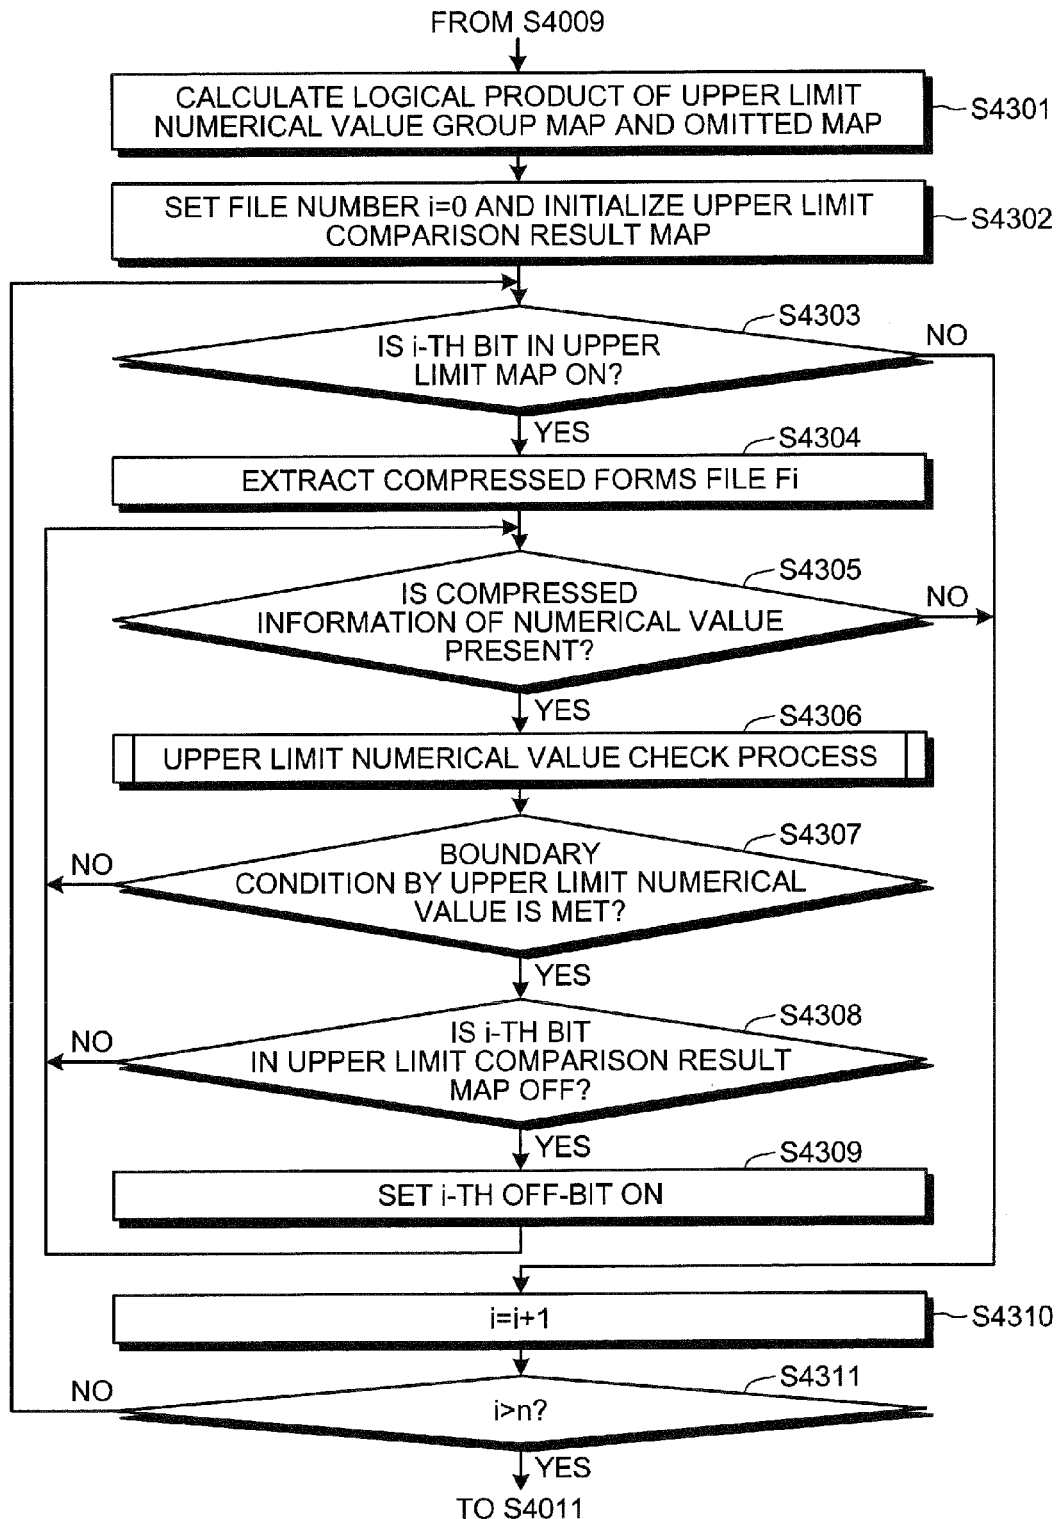 FROM S4009
CALCULATE LOGICAL PRODUCT OF UPPER LIMIT
NUMERICAL VALUE GROUP MAP AND OMITTED MAP
S4301
SET FILE NUMBER i=0 AND INITIALIZE UPPER LIMIT
COMPARISON RESULT MAP
S4302
S4303
IS i-TH BIT IN UPPER
LIMIT MAP ON?
NO
YES
S4304
EXTRACT COMPRESSED FORMS FILE Fi
S4305
IS COMPRESSED
INFORMATION OF NUMERICAL VALUE
PRESENT?
NO
YES
S4306
UPPER LIMIT NUMERICAL VALUE CHECK PROCESS
S4307
BOUNDARY
CONDITION BY UPPER LIMIT NUMERICAL
VALUE IS MET?
NO
YES
S4308
IS i-TH BIT
IN UPPER LIMIT COMPARISON RESULT
MAP OFF?
NO
YES
S4309
SET i-TH OFF-BIT ON
i=i+1
S4310
S4311
i>n?
NO
YES
TO S4011